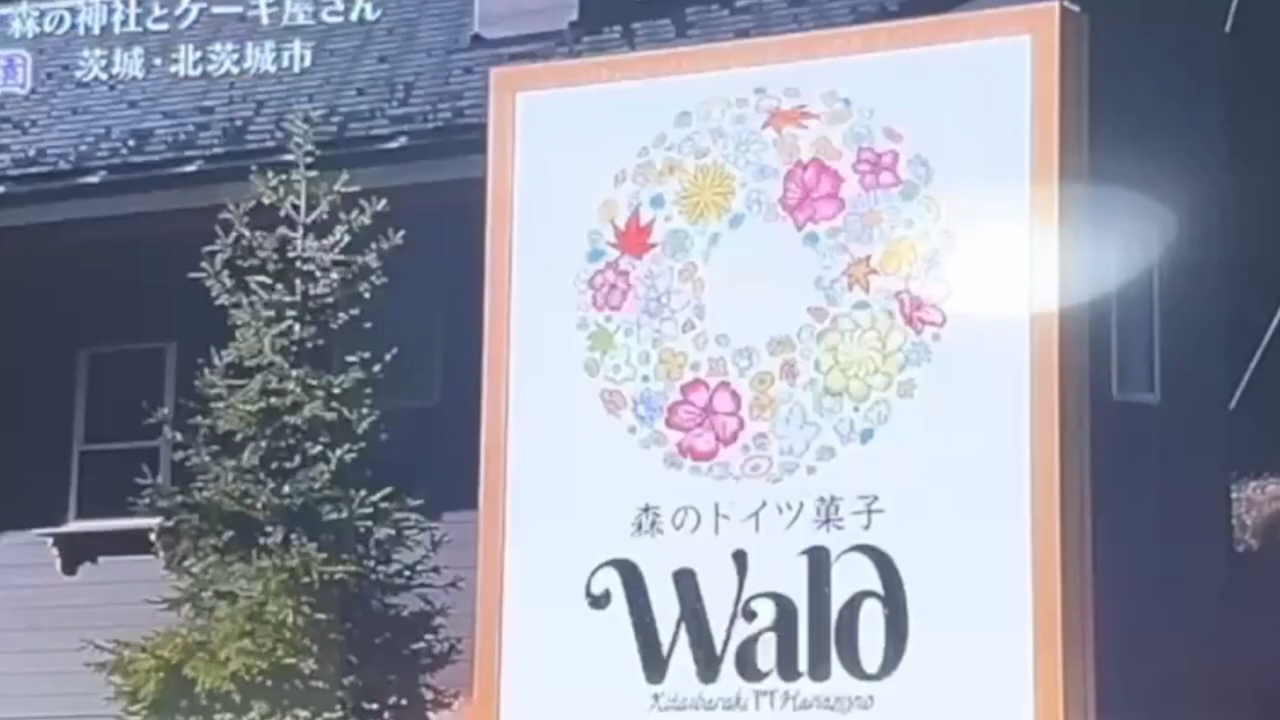 森の神社とケーキ屋さん
茨城・北茨城市
園
森のドイツ菓子
Wald